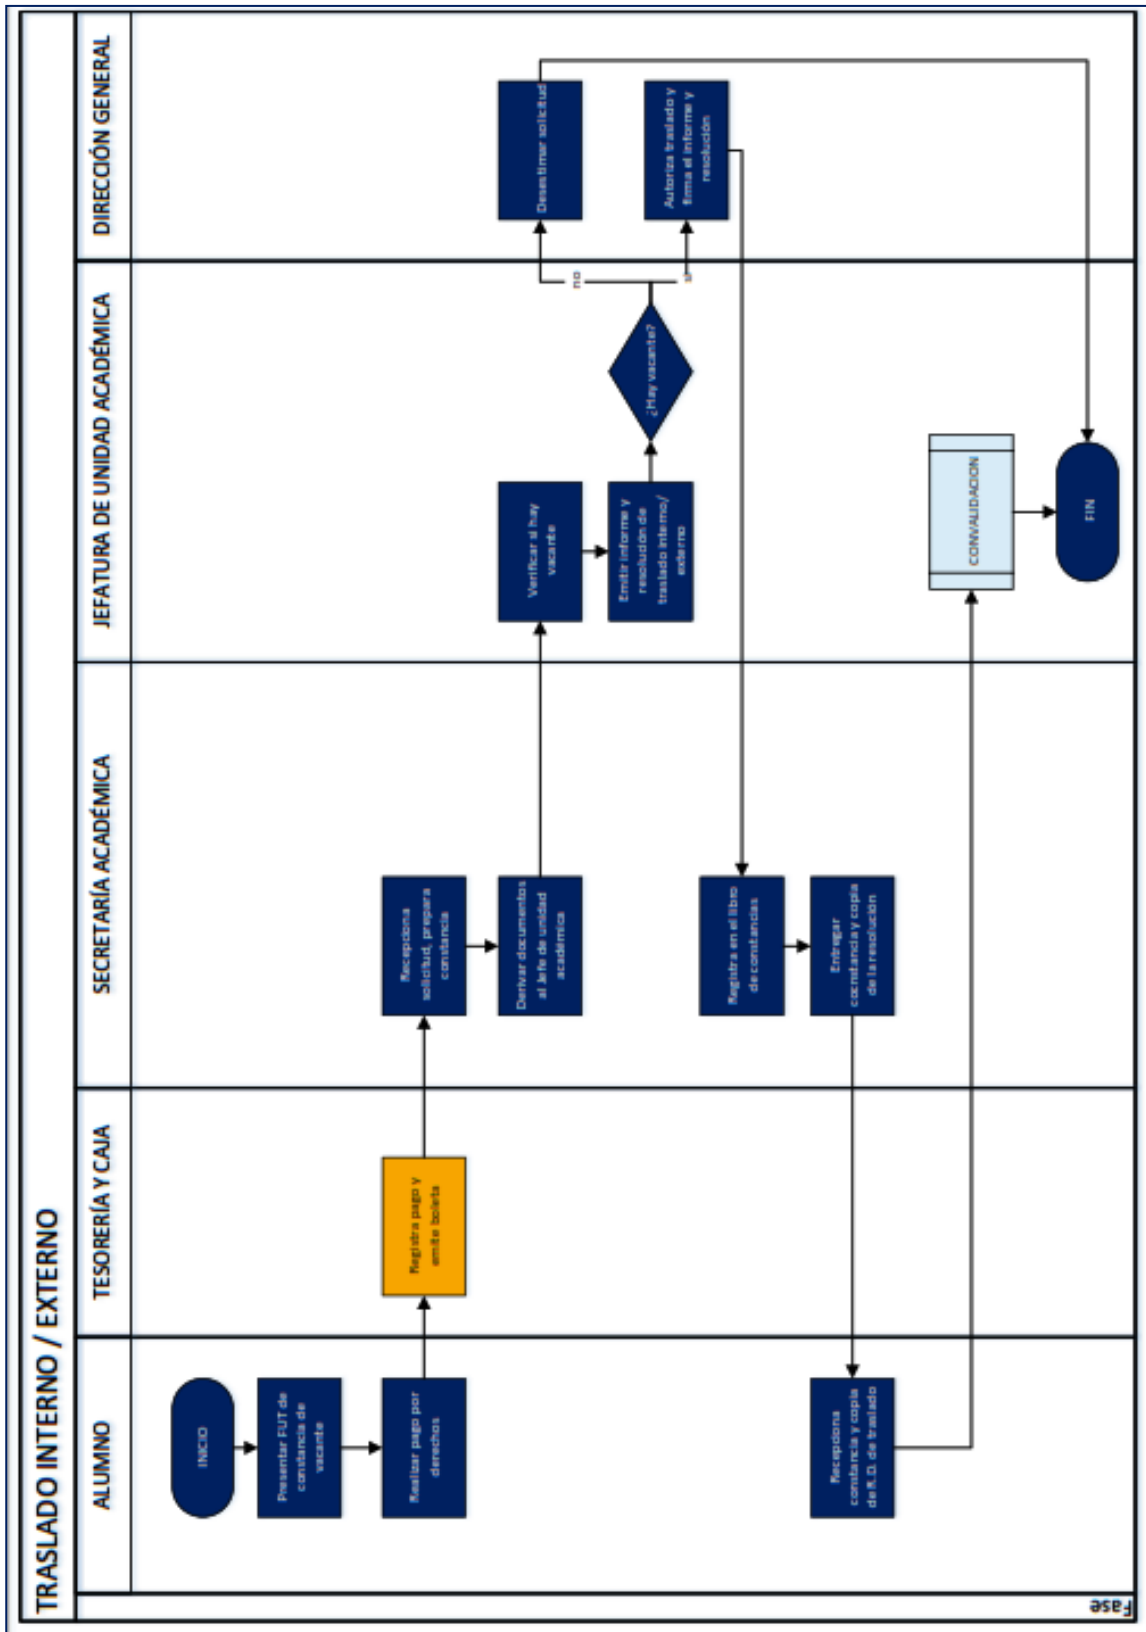 TRASLADO INTERNO / EXTERNO
ALUMNO
TESORERÍA Y CAJA
SECRETARÍA ACADÉMICA
JEFATURA DE UNIDAD ACADÉMICA
DIRECCIÓN GENERAL
INICIO
Presentar FUT de
constancia de
vacante
Realizar pago por
derechos
Registra pago y
emite boleta
Recepciona
solicitud, prepara
constancia
Derivar documentos
al Jefe de unidad
académica
Verificar si hay
vacante
Emitir informe y
resolución de
traslado interno/
externo
¿Hay vacante?
no
si
Desestimar solicitud
Autoriza traslado y
firma el informe y
resolución
Registra en el libro
de constancias
Entregar
cocnstancia y copia
de la resolución
Recepciona
constancia y copia
de R.D. de traslado
CONVALIDACION
FIN
Fase